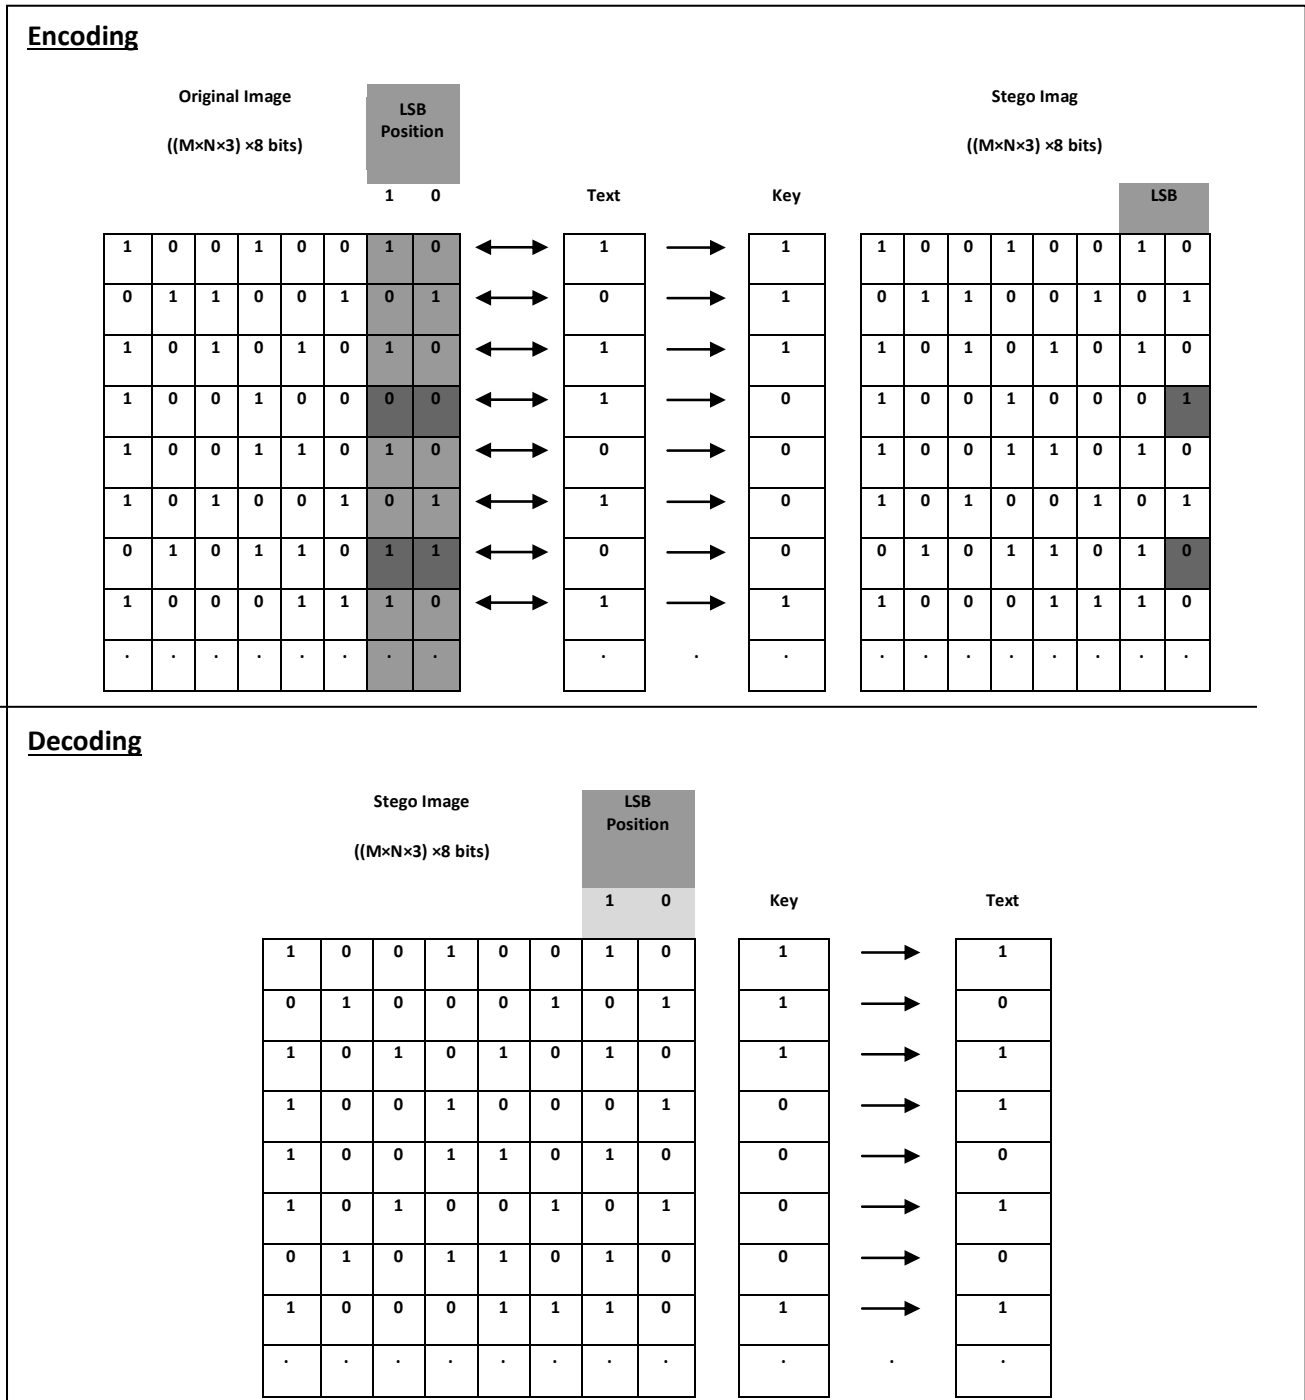 Encoding
Original Image
LSB
Position
Stego Imag
((M×N×3) ×8 bits)
((M×N×3) ×8 bits)
1 0 Text Key LSB
1 0 0 1 0 0 1 0 1 1 1 0 0 1 0 0 1 0
0 1 1 0 0 1 0 1 0 1 0 1 1 0 0 1 0 1
1 0 1 0 1 0 1 0 1 1 1 0 1 0 1 0 1 0
1 0 0 1 0 0 0 0 1 0 1 0 0 1 0 0 0 1
1 0 0 1 1 0 1 0 0 0 1 0 0 1 1 0 1 0
1 0 1 0 0 1 0 1 1 0 1 0 1 0 0 1 0 1
0 1 0 1 1 0 1 1 0 0 0 1 0 1 1 0 1 0
1 0 0 0 1 1 1 0 1 1 1 0 0 0 1 1 1 0
. . . . . . . . . . . . . . . . . . .
Decoding
Stego Image
LSB
Position
((M×N×3) ×8 bits)
1 0 Key Text
1 0 0 1 0 0 1 0 1 1
0 1 0 0 0 1 0 1 1 0
1 0 1 0 1 0 1 0 1 1
1 0 0 1 0 0 0 1 0 1
1 0 0 1 1 0 1 0 0 0
1 0 1 0 0 1 0 1 0 1
0 1 0 1 1 0 1 0 0 0
1 0 0 0 1 1 1 0 1 1
. . . . . . . . . . .